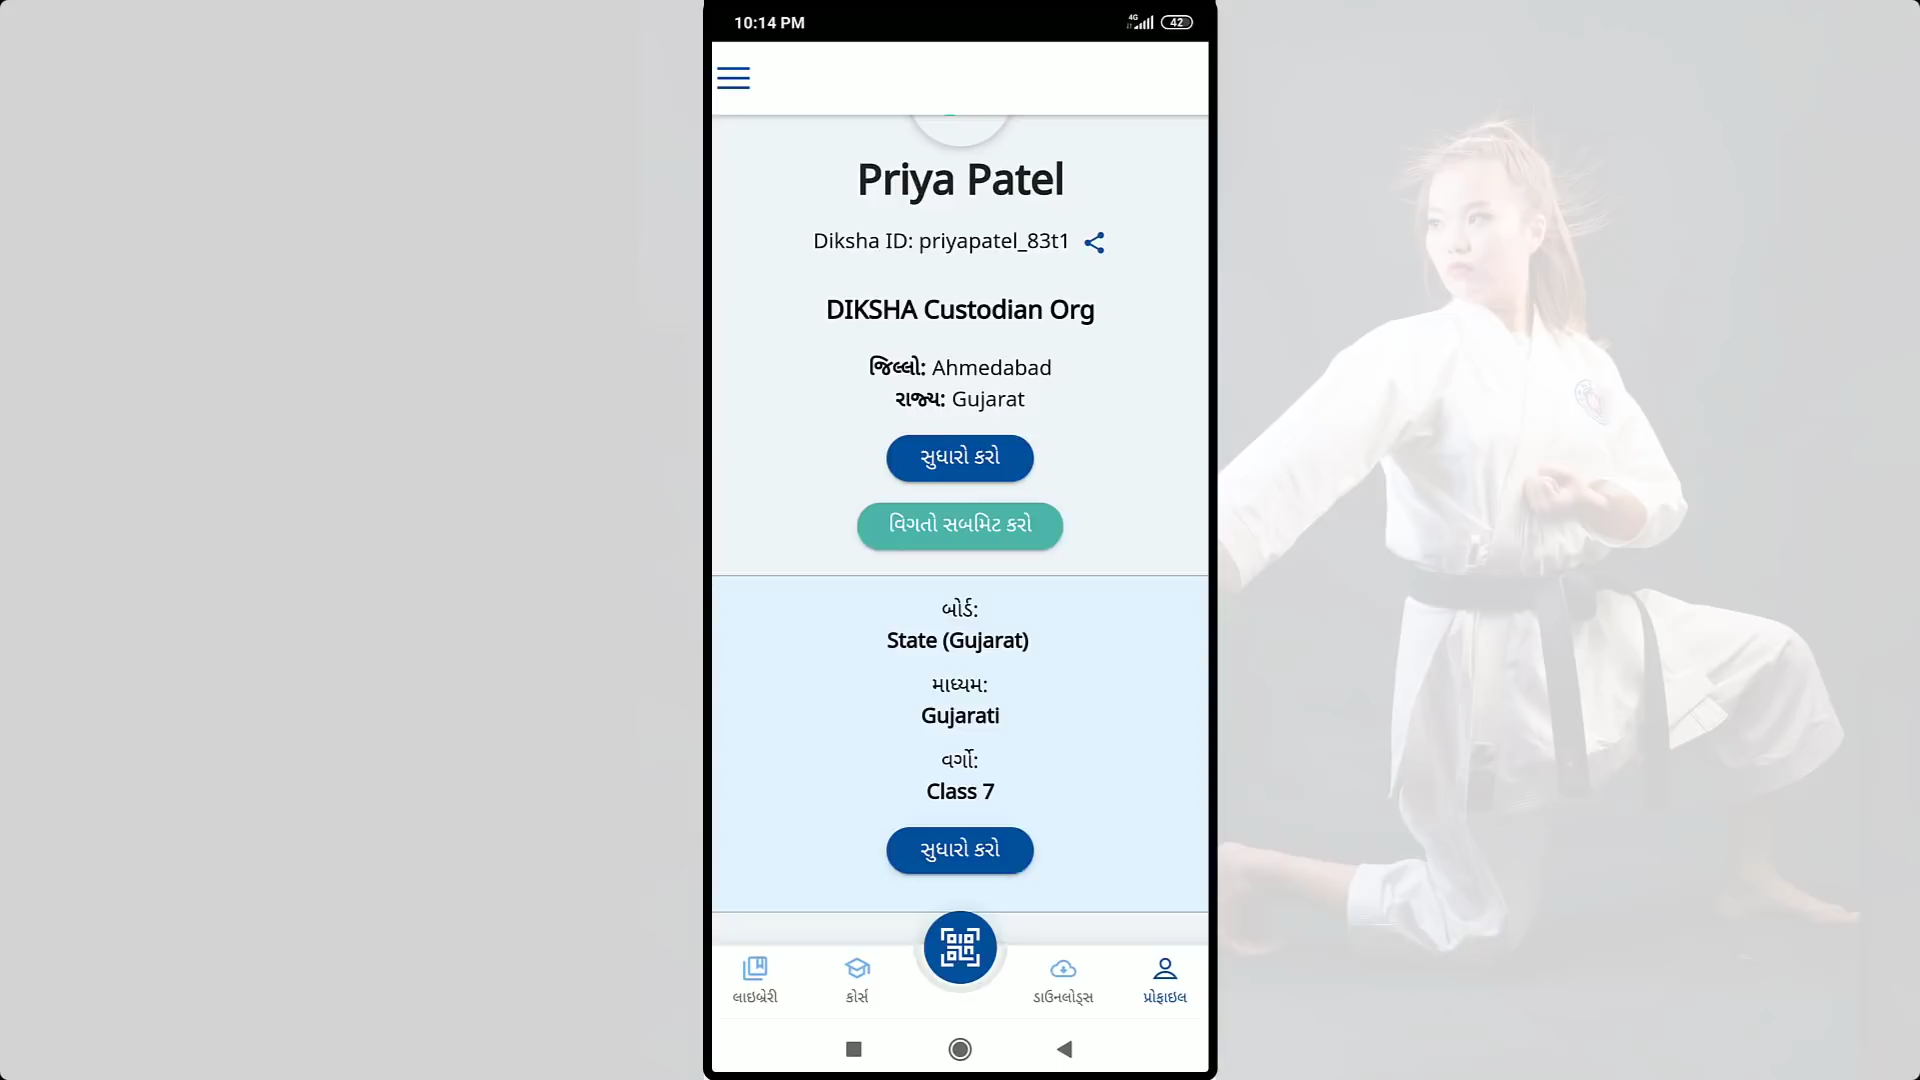 10:14 PM
4G
42
Priya Patel
Diksha ID: priyapatel_83t1
DIKSHA Custodian Org
જિલ્લો: Ahmedabad
રાજ્ય: Gujarat
સુધારો કરો
વિગતો સબમિટ કરો
બોર્ડ:
State (Gujarat)
માધ્યમ:
Gujarati
વર્ગો:
Class 7
સુધારો કરો
લાઇબ્રેરી કોર્સ ડાઉનલોડ્સ પ્રોફાઇલ